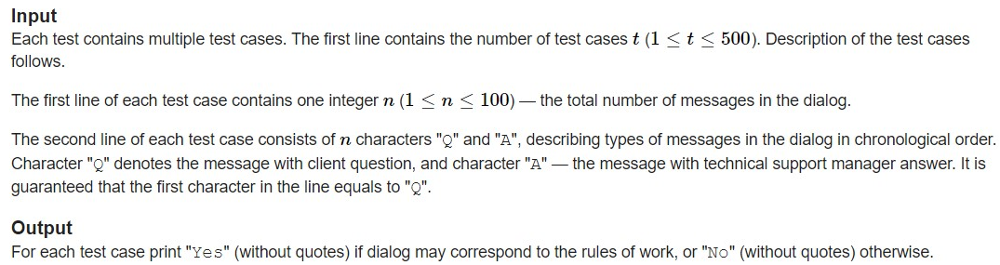 Input
Each test contains multiple test cases. The first line contains the number of test cases t (1 ≤ t ≤ 500). Description of the test cases
follows.
The first line of each test case contains one integer n (1 ≤ n ≤ 100) — the total number of messages in the dialog.
The second line of each test case consists of n characters "Q" and "A", describing types of messages in the dialog in chronological order.
Character "Q" denotes the message with client question, and character "A" — the message with technical support manager answer. It is
guaranteed that the first character in the line equals to "Q".
Output
For each test case print "Yes" (without quotes) if dialog may correspond to the rules of work, or "No" (without quotes) otherwise.